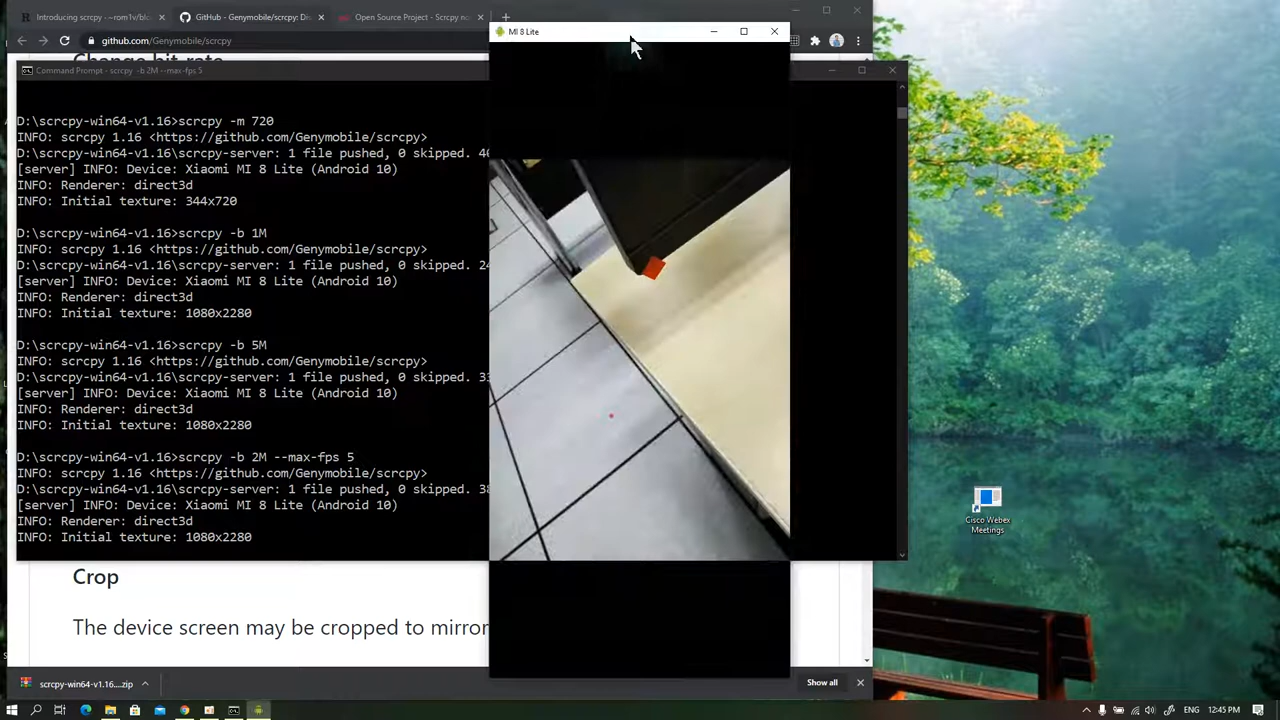 Introducing scrcpy – rom1v/blo
GitHub - Genymobile/scrcpy: Di
Open Source Project - Scrcpy no
github.com/Genymobile/scrcpy
MI 8 Lite
Change bit-rate
Command Prompt - scrcpy -b 2M --max-fps 5
D:\scrcpy-win64-v1.16>scrcpy -m 720
INFO: scrcpy 1.16 <https://github.com/Genymobile/scrcpy>
D:\scrcpy-win64-v1.16\scrcpy-server: 1 file pushed, 0 skipped. 40
[server] INFO: Device: Xiaomi MI 8 Lite (Android 10)
INFO: Renderer: direct3d
INFO: Initial texture: 344x720
D:\scrcpy-win64-v1.16>scrcpy -b 1M
INFO: scrcpy 1.16 <https://github.com/Genymobile/scrcpy>
D:\scrcpy-win64-v1.16\scrcpy-server: 1 file pushed, 0 skipped. 24
[server] INFO: Device: Xiaomi MI 8 Lite (Android 10)
INFO: Renderer: direct3d
INFO: Initial texture: 1080x2280
D:\scrcpy-win64-v1.16>scrcpy -b 5M
INFO: scrcpy 1.16 <https://github.com/Genymobile/scrcpy>
D:\scrcpy-win64-v1.16\scrcpy-server: 1 file pushed, 0 skipped. 33
[server] INFO: Device: Xiaomi MI 8 Lite (Android 10)
INFO: Renderer: direct3d
INFO: Initial texture: 1080x2280
D:\scrcpy-win64-v1.16>scrcpy -b 2M --max-fps 5
INFO: scrcpy 1.16 <https://github.com/Genymobile/scrcpy>
D:\scrcpy-win64-v1.16\scrcpy-server: 1 file pushed, 0 skipped. 38
[server] INFO: Device: Xiaomi MI 8 Lite (Android 10)
INFO: Renderer: direct3d
INFO: Initial texture: 1080x2280
Cisco Webex
Meetings
Crop
The device screen may be cropped to mirror
scrcpy-win64-v1.16....zip
Show all
ENG
12:45 PM